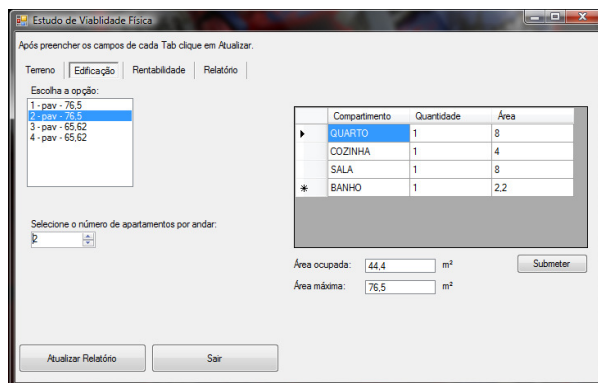 Estudo de Viablidade Física
Após preencher os campos de cada Tab clique em Atualizar.
Terreno Edificação Rentabilidade Relatório
Escolha a opção:
1 - pav - 76,5
2 - pav - 76,5
3 - pav - 65,62
4 - pav - 65,62
Compartimento Quantidade Área
QUARTO 1 8
COZINHA 1 4
SALA 1 8
BANHO 1 2,2
Selecione o número de apartamentos por andar:
2
Área ocupada: 44,4 m² Submeter
Área máxima: 76,5 m²
Atualizar Relatório Sair